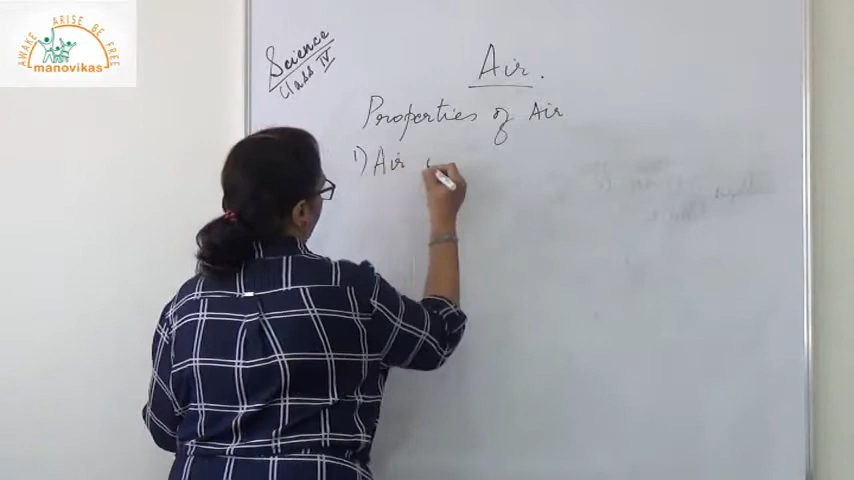 AWAKE ARISE BE FREE
manovikas
Science
Class IV
Air.
Properties of Air
1) Air